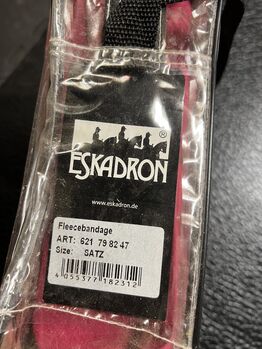 ESKADRON®
www.eskadron.de
Fleecebandage
ART: 621 79 82 47
Size: SATZ
4 055377 182312